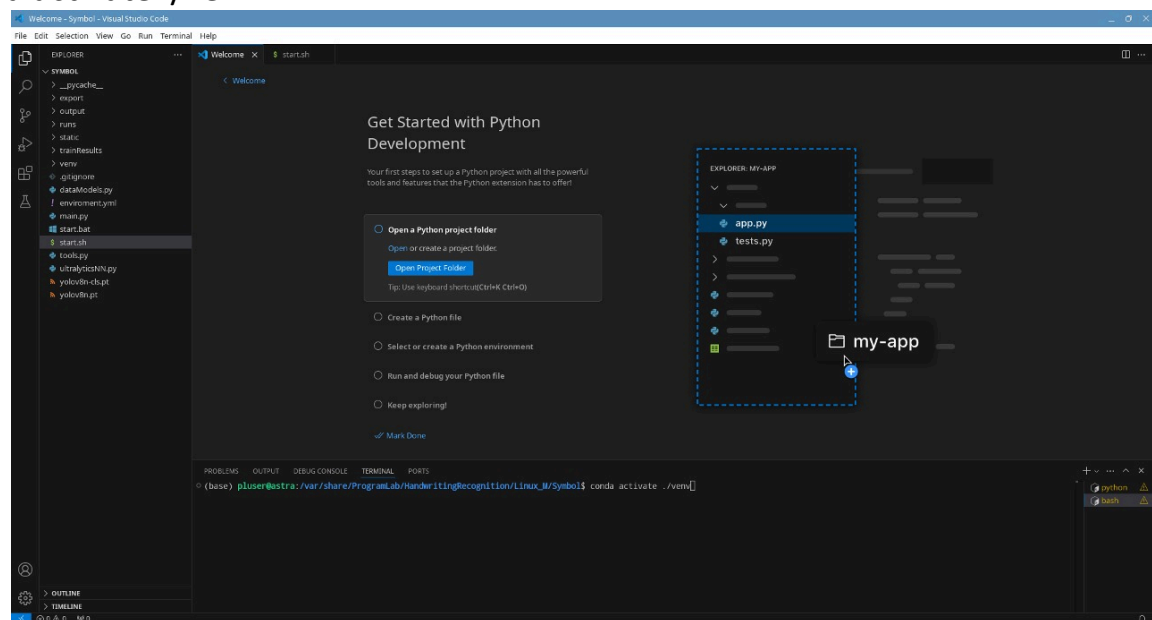 Welcome - Symbol - Visual Studio Code
File Edit Selection View Go Run Terminal ... Help
EXPLORER ...
SYMBOL
__pycache__
export
output
runs
static
trainResults
venv
.gitignore
dataModels.py
enviroment.yml
main.py
start.bat
start.sh
tools.py
ultralyticsNN.py
yolov8n-cls.pt
yolov8n.pt
OUTLINE
TIMELINE
Welcome
$ start.sh
< Welcome
Get Started with Python
Development
Your first steps to set up a Python project with all the powerful
tools and features that the Python extension has to offer!
Open a Python project folder
Open or create a project folder.
Open Project Folder
Tip: Use keyboard shortcut(Ctrl+K Ctrl+O)
Create a Python file
Select or create a Python environment
Run and debug your Python file
Keep exploring!
Mark Done
EXPLORER: MY-APP
app.py
tests.py
my-app
PROBLEMS OUTPUT DEBUG CONSOLE TERMINAL PORTS
(base) pluser@astra:/var/share/ProgramLab/HandwritingRecognition/Linux_M/Symbol$ conda activate ./venv
python
bash